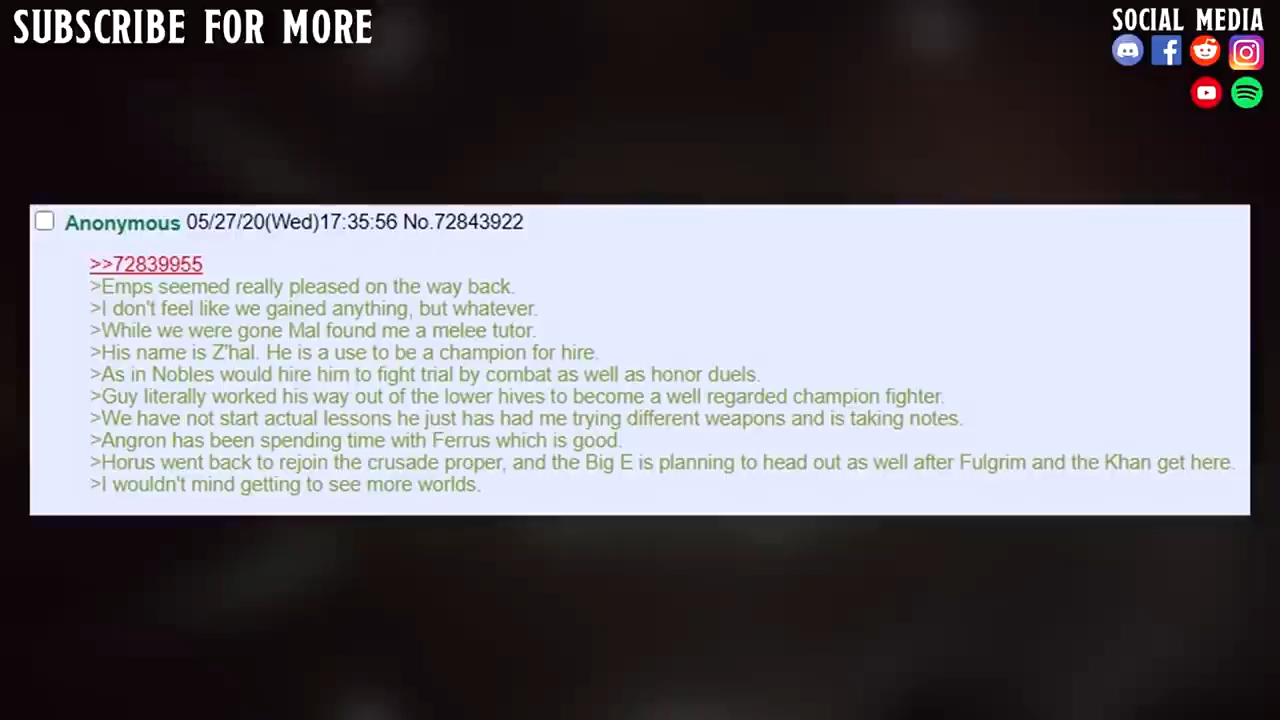 SUBSCRIBE FOR MORE
SOCIAL MEDIA
Anonymous 05/27/20(Wed)17:35:56 No.72843922
>>72839955
>Emps seemed really pleased on the way back.
>I don't feel like we gained anything, but whatever.
>While we were gone Mal found me a melee tutor.
>His name is Z'hal. He is a use to be a champion for hire.
>As in Nobles would hire him to fight trial by combat as well as honor duels.
>Guy literally worked his way out of the lower hives to become a well regarded champion fighter.
>We have not start actual lessons he just has had me trying different weapons and is taking notes.
>Angron has been spending time with Ferrus which is good.
>Horus went back to rejoin the crusade proper, and the Big E is planning to head out as well after Fulgrim and the Khan get here.
>I wouldn't mind getting to see more worlds.